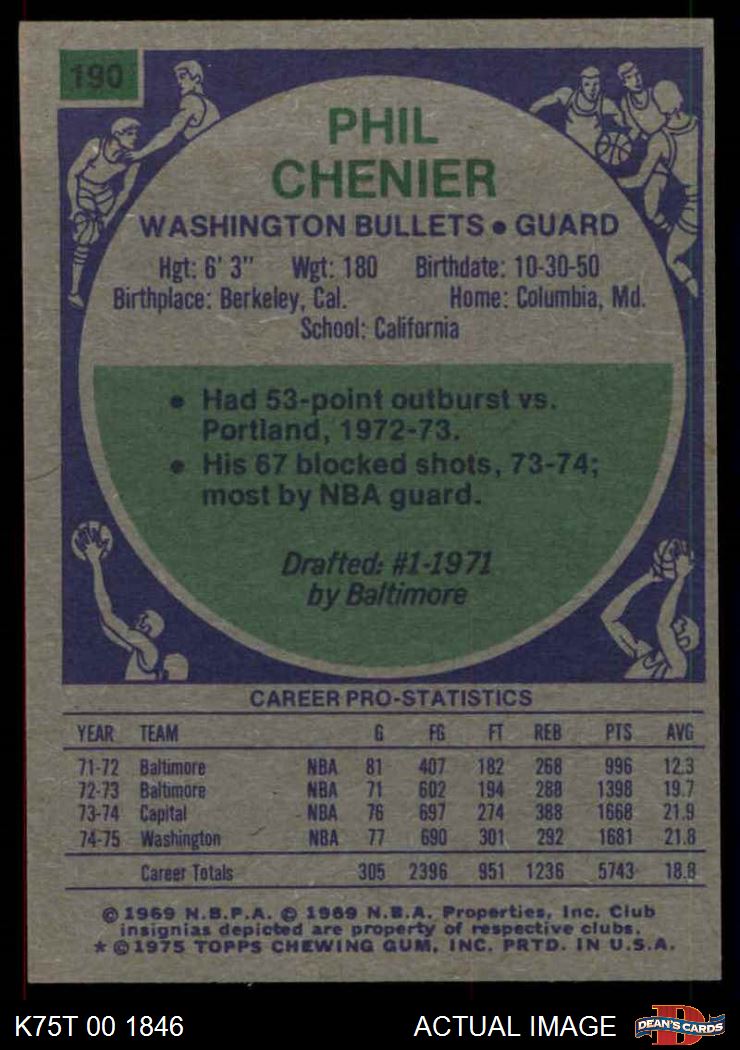 190
PHIL
CHENIER
WASHINGTON BULLETS • GUARD
Hgt: 6' 3" Wgt: 180 Birthdate: 10-30-50
Birthplace: Berkeley, Cal. Home: Columbia, Md.
School: California
• Had 53-point outburst vs.
Portland, 1972-73.
• His 67 blocked shots, 73-74;
most by NBA guard.
Drafted: #1-1971
by Baltimore
CAREER PRO-STATISTICS
YEAR TEAM G FG FT REB PTS AVG
71-72 Baltimore NBA 81 407 182 268 996 12.3
72-73 Baltimore NBA 71 602 194 288 1398 19.7
73-74 Capital NBA 76 697 274 388 1668 21.9
74-75 Washington NBA 77 690 301 292 1681 21.8
Career Totals 305 2396 951 1236 5743 18.8
© 1969 N.B.P.A. © 1969 N.B.A. Properties, Inc. Club
insignias depicted are property of respective clubs.
* © 1975 TOPPS CHEWING GUM, INC. PRTD. IN U.S.A.
K75T 00 1846 ACTUAL IMAGE DEAN'S CARDS